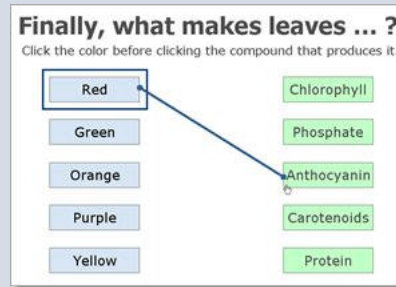 Finally, what makes leaves ... ?
Click the color before clicking the compound that produces it
Red
Chlorophyll
Green
Phosphate
Orange
Anthocyanin
Purple
Carotenoids
Yellow
Protein